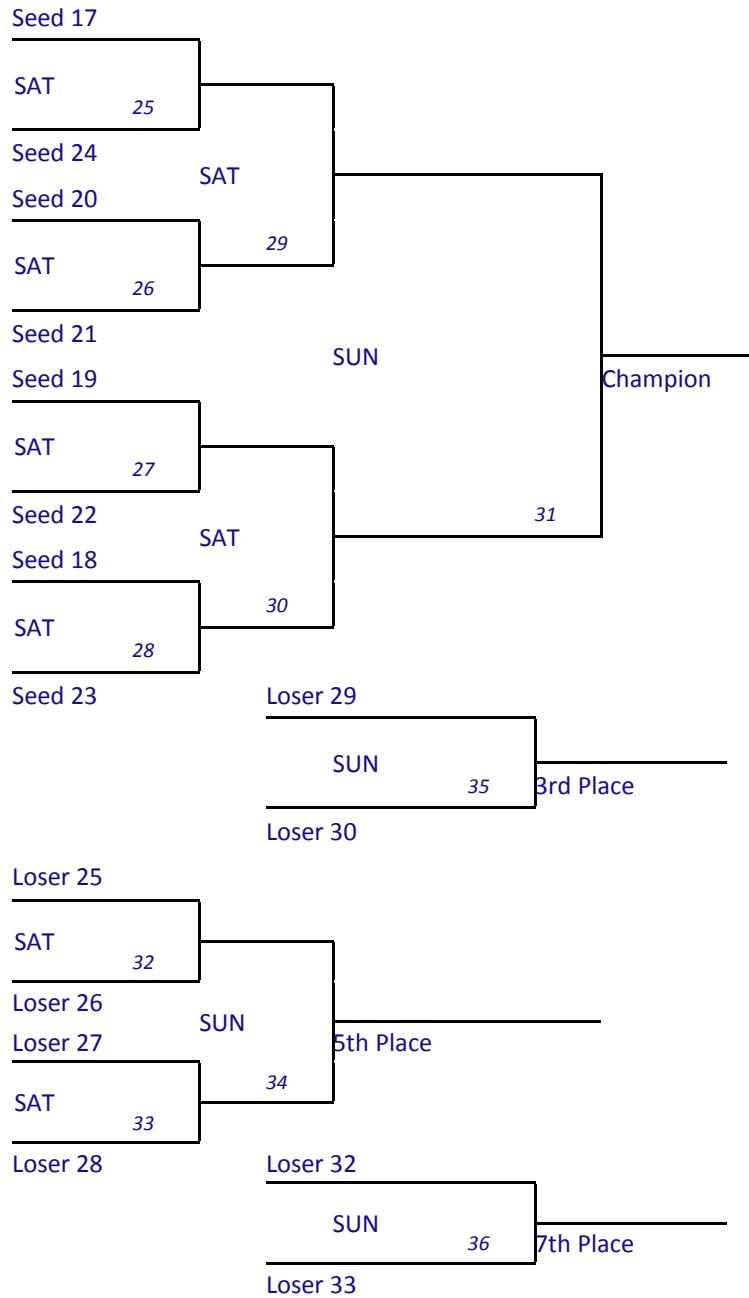 Seed 17
SAT
25
Seed 24
SAT
Seed 20
29
SAT
26
Seed 21
SUN
Seed 19
Champion
SAT
27
Seed 22
31
SAT
Seed 18
30
SAT
28
Seed 23
Loser 29
SUN
35
3rd Place
Loser 30
Loser 25
SAT
32
Loser 26
SUN
Loser 27
5th Place
34
SAT
33
Loser 28
Loser 32
SUN
36
7th Place
Loser 33